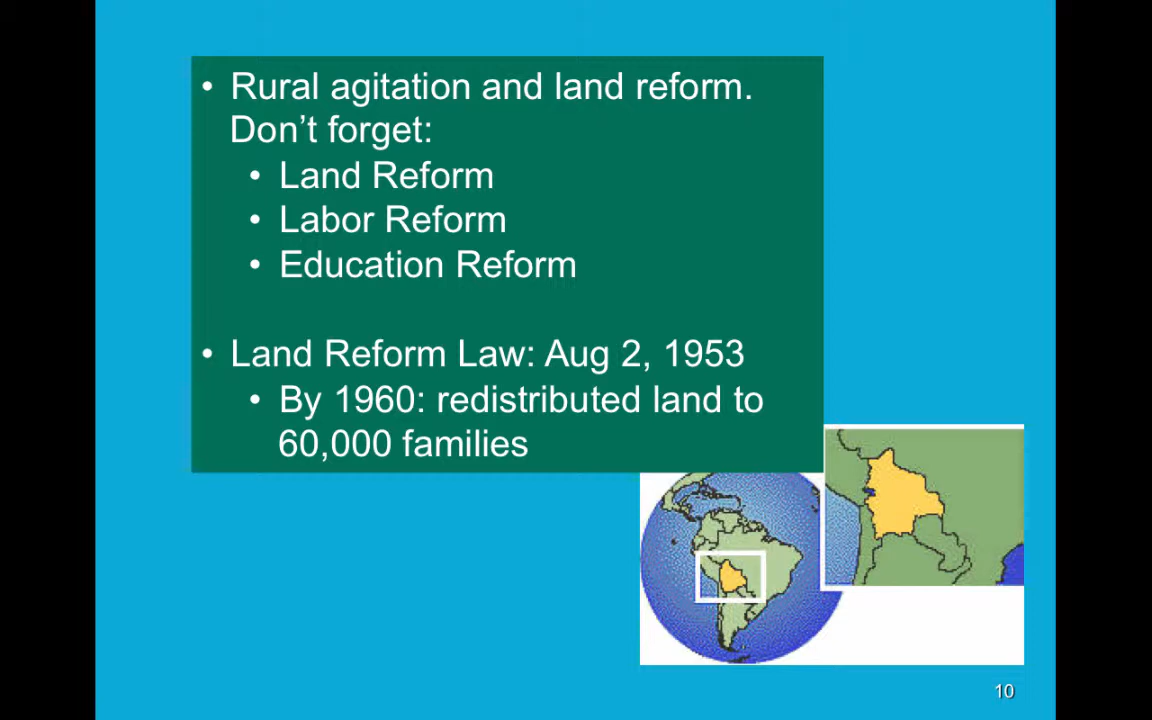 • Rural agitation and land reform.
Don’t forget:
• Land Reform
• Labor Reform
• Education Reform
• Land Reform Law: Aug 2, 1953
• By 1960: redistributed land to
60,000 families
10